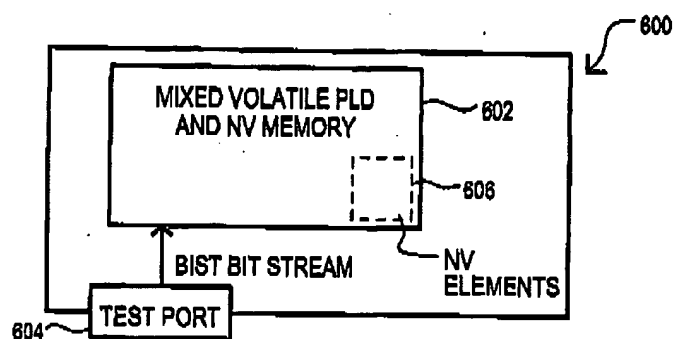 600
MIXED VOLATILE PLD
AND NV MEMORY
602
606
BIST BIT STREAM
NV
ELEMENTS
TEST PORT
604